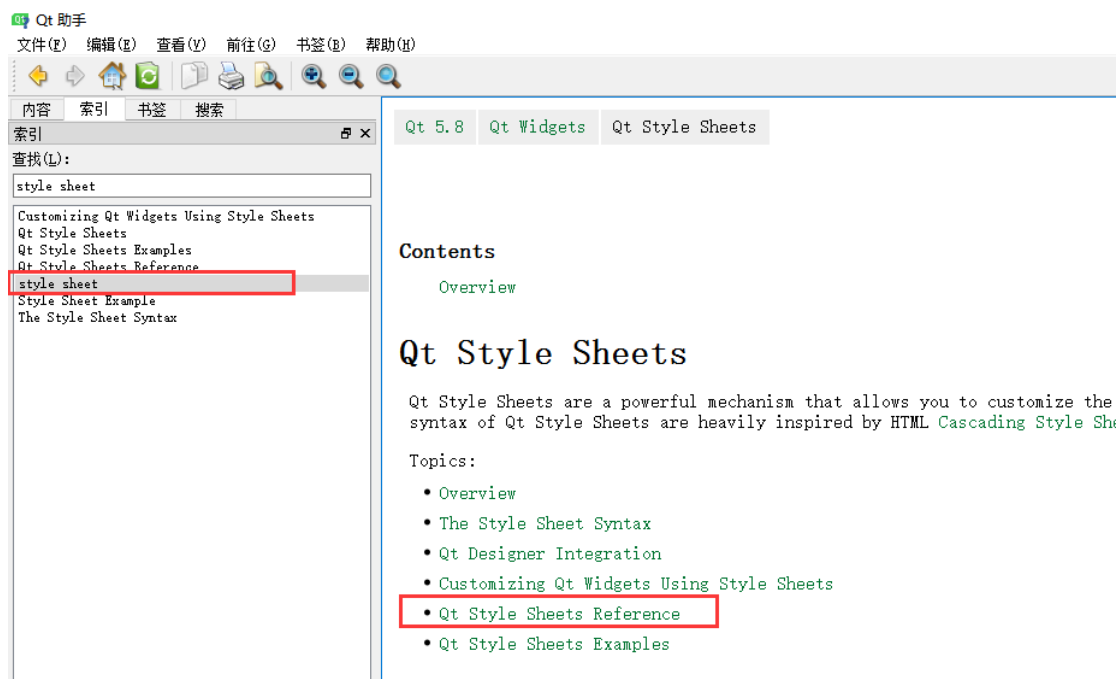 Qt 助手
文件(F) 编辑(E) 查看(V) 前往(G) 书签(B) 帮助(H)
内容 索引 书签 搜索
索引
查找(L):
style sheet
Customizing Qt Widgets Using Style Sheets
Qt Style Sheets
Qt Style Sheets Examples
Qt Style Sheets Reference
style sheet
Style Sheet Example
The Style Sheet Syntax
Qt 5.8 Qt Widgets Qt Style Sheets
Contents
Overview
Qt Style Sheets
Qt Style Sheets are a powerful mechanism that allows you to customize the
syntax of Qt Style Sheets are heavily inspired by HTML Cascading Style She
Topics:
• Overview
• The Style Sheet Syntax
• Qt Designer Integration
• Customizing Qt Widgets Using Style Sheets
• Qt Style Sheets Reference
• Qt Style Sheets Examples